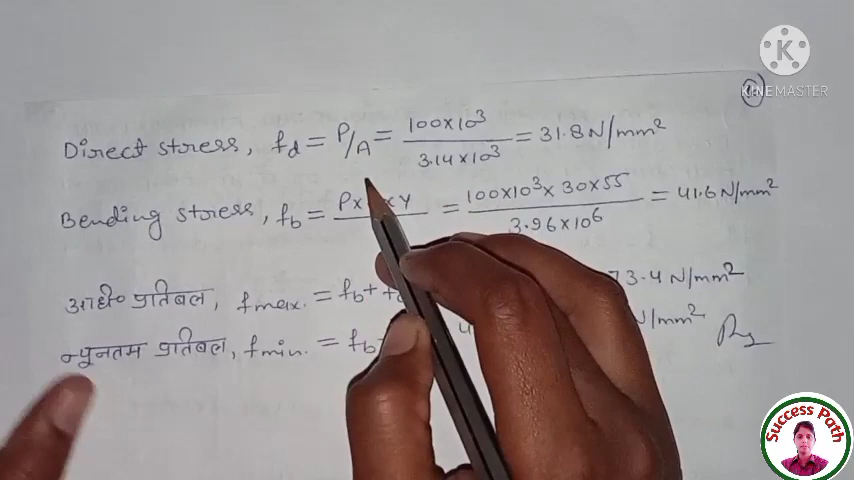 KINEMASTER
Direct stress, fd = P/A = 100×10³ / 3.14×10³ = 31.8 N/mm²
Bending stress, fb = P× ×y = 100×10³ × 30×55 / 3.96×10⁶ = 41.6 N/mm²
प्रतिबल, fmax. = fb + 73.4 N/mm²
न्यूनतम प्रतिबल, fmin. = fb N/mm²
Success Path